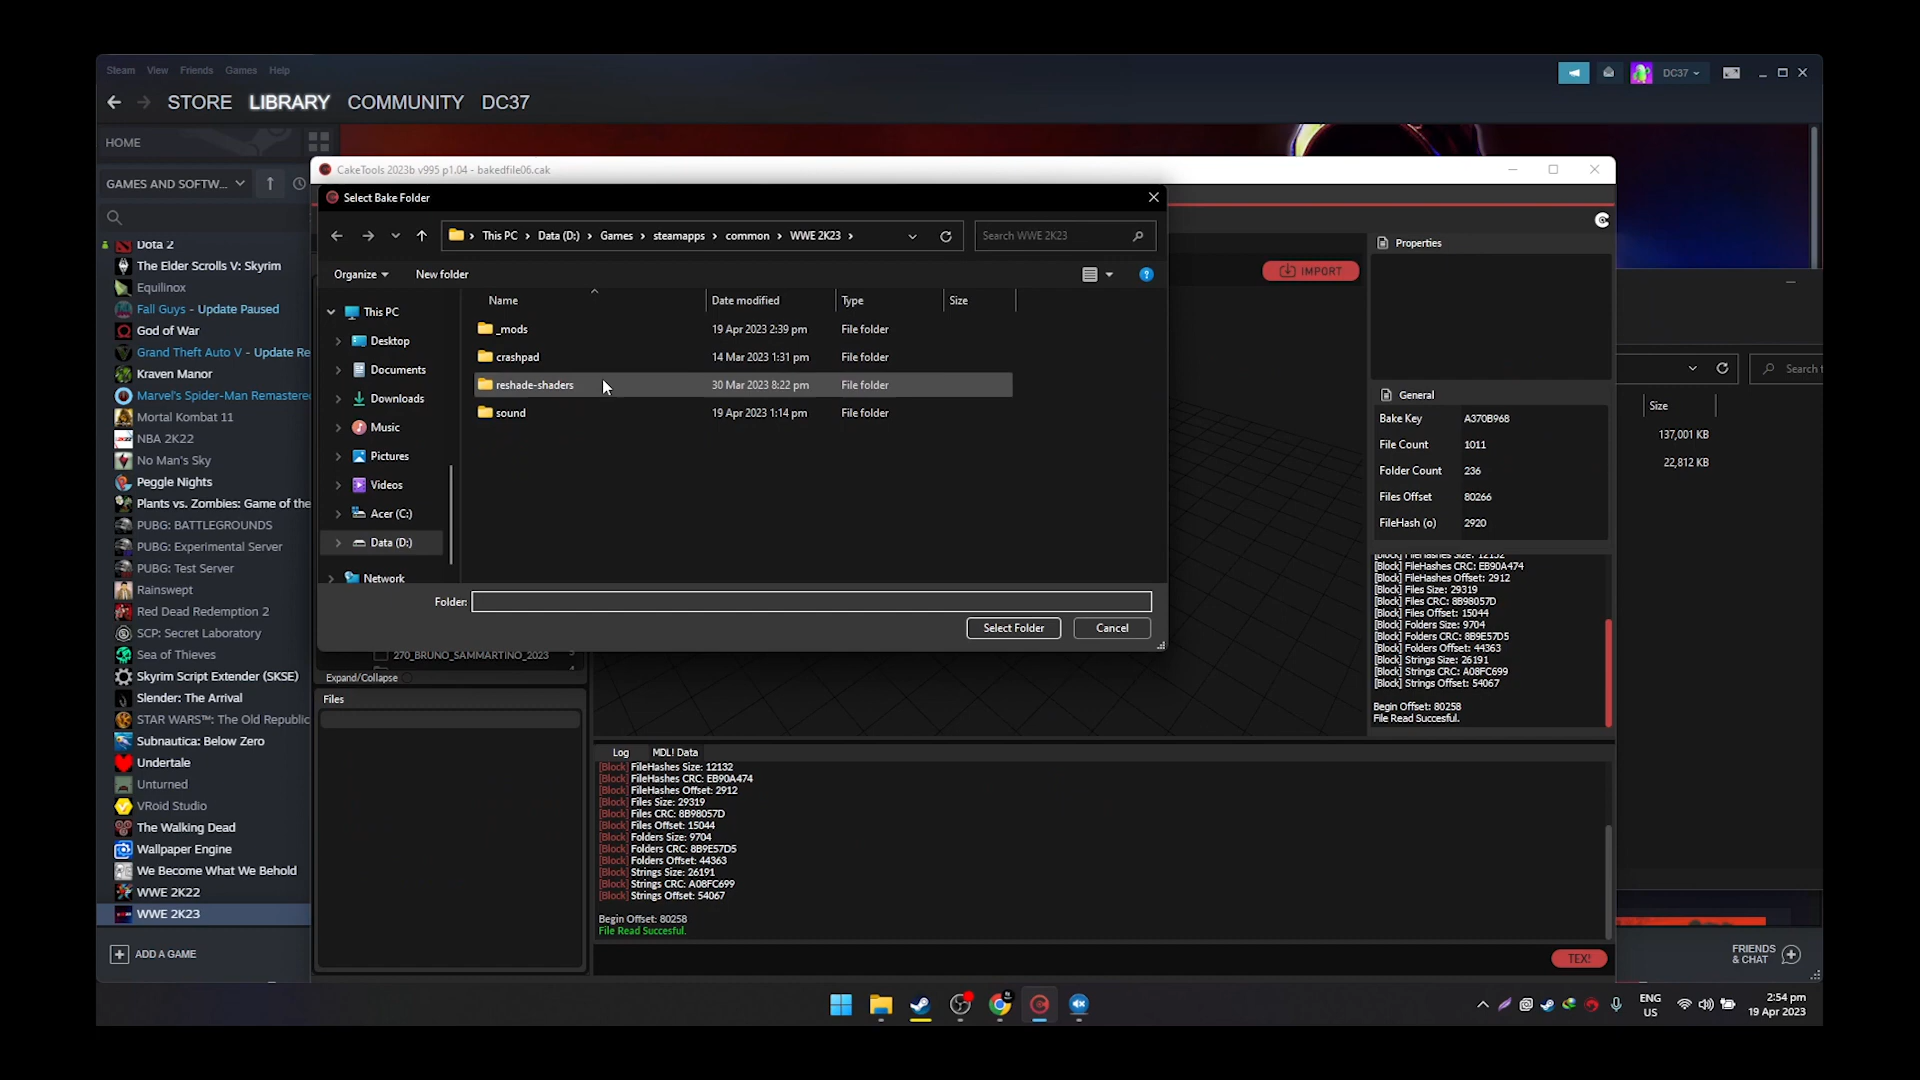 Steam View Friends Games Help
DC37
STORE LIBRARY COMMUNITY DC37
HOME
GAMES AND SOFTW...
Dota 2
The Elder Scrolls V: Skyrim
Equilinox
Fall Guys - Update Paused
God of War
Grand Theft Auto V - Update Re
Kraven Manor
Marvel's Spider-Man Remastere
Mortal Kombat 11
NBA 2K22
No Man's Sky
Peggle Nights
Plants vs. Zombies: Game of the
PUBG: BATTLEGROUNDS
PUBG: Experimental Server
PUBG: Test Server
Rainswept
Red Dead Redemption 2
SCP: Secret Laboratory
Sea of Thieves
Skyrim Script Extender (SKSE)
Slender: The Arrival
STAR WARS™: The Old Republic
Subnautica: Below Zero
Undertale
Unturned
VRoid Studio
The Walking Dead
Wallpaper Engine
We Become What We Behold
WWE 2K22
WWE 2K23
ADD A GAME
CakeTools 2023b v995 p1.04 - bakedfile06.cak
Select Bake Folder
This PC > Data (D:) > Games > steamapps > common > WWE 2K23 >
Search WWE 2K23
Organize New folder
This PC
Desktop
Documents
Downloads
Music
Pictures
Videos
Acer (C:)
Data (D:)
Network
Name Date modified Type Size
_mods 19 Apr 2023 2:39 pm File folder
crashpad 14 Mar 2023 1:31 pm File folder
reshade-shaders 30 Mar 2023 8:22 pm File folder
sound 19 Apr 2023 1:14 pm File folder
Folder:
Select Folder Cancel
270_BRUNO_SAMMARTINO_2023
Expand/Collapse
Files
IMPORT
Properties
General
Bake Key A370B968
File Count 1011
Folder Count 236
Files Offset 80266
FileHash (o) 2920
[Block] FileHashes Size: 12132
[Block] FileHashes CRC: EB90A474
[Block] FileHashes Offset: 2912
[Block] Files Size: 29319
[Block] Files CRC: 8B98057D
[Block] Files Offset: 15044
[Block] Folders Size: 9704
[Block] Folders CRC: 8B9E57D5
[Block] Folders Offset: 44363
[Block] Strings Size: 26191
[Block] Strings CRC: A08FC699
[Block] Strings Offset: 54067
Begin Offset: 80258
File Read Succesful.
Log MDL! Data
[Block] FileHashes Size: 12132
[Block] FileHashes CRC: EB90A474
[Block] FileHashes Offset: 2912
[Block] Files Size: 29319
[Block] Files CRC: 8B98057D
[Block] Files Offset: 15044
[Block] Folders Size: 9704
[Block] Folders CRC: 8B9E57D5
[Block] Folders Offset: 44363
[Block] Strings Size: 26191
[Block] Strings CRC: A08FC699
[Block] Strings Offset: 54067
Begin Offset: 80258
File Read Succesful.
TEX!
Search
Size
137,001 KB
22,812 KB
FRIENDS
& CHAT
ENG
US
2:54 pm
19 Apr 2023